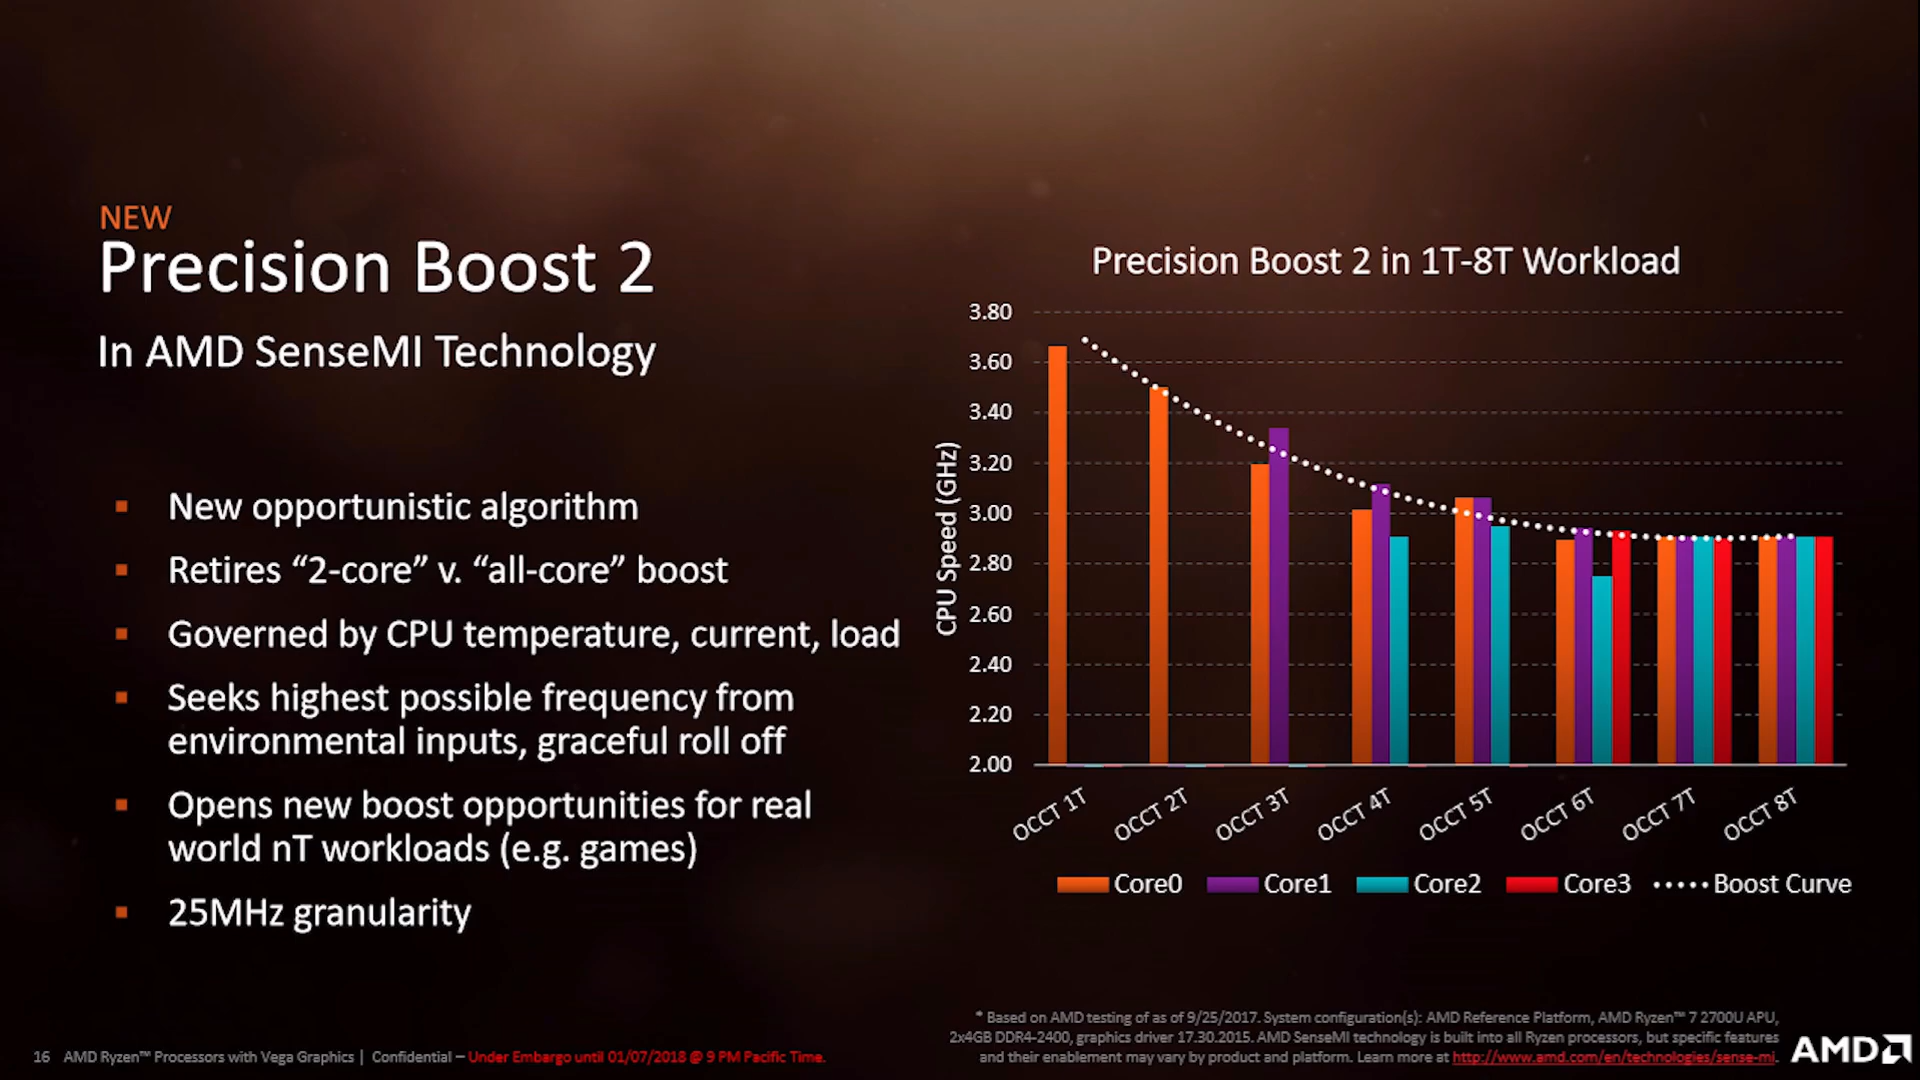 NEW
Precision Boost 2
In AMD SenseMI Technology
▪ New opportunistic algorithm
▪ Retires “2-core” v. “all-core” boost
▪ Governed by CPU temperature, current, load
▪ Seeks highest possible frequency from
environmental inputs, graceful roll off
▪ Opens new boost opportunities for real
world nT workloads (e.g. games)
▪ 25MHz granularity
Precision Boost 2 in 1T-8T Workload
CPU Speed (GHz)
3.80
3.60
3.40
3.20
3.00
2.80
2.60
2.40
2.20
2.00
OCCT 1T
OCCT 2T
OCCT 3T
OCCT 4T
OCCT 5T
OCCT 6T
OCCT 7T
OCCT 8T
Core0 Core1 Core2 Core3 Boost Curve
* Based on AMD testing of as of 9/25/2017. System configuration(s): AMD Reference Platform, AMD Ryzen™ 7 2700U APU,
2x4GB DDR4-2400, graphics driver 17.30.2015. AMD SenseMI technology is built into all Ryzen processors, but specific features
and their enablement may vary by product and platform. Learn more at http://www.amd.com/en/technologies/sense-mi.
16 AMD Ryzen™ Processors with Vega Graphics | Confidential – Under Embargo until 01/07/2018 @ 9 PM Pacific Time.
AMD